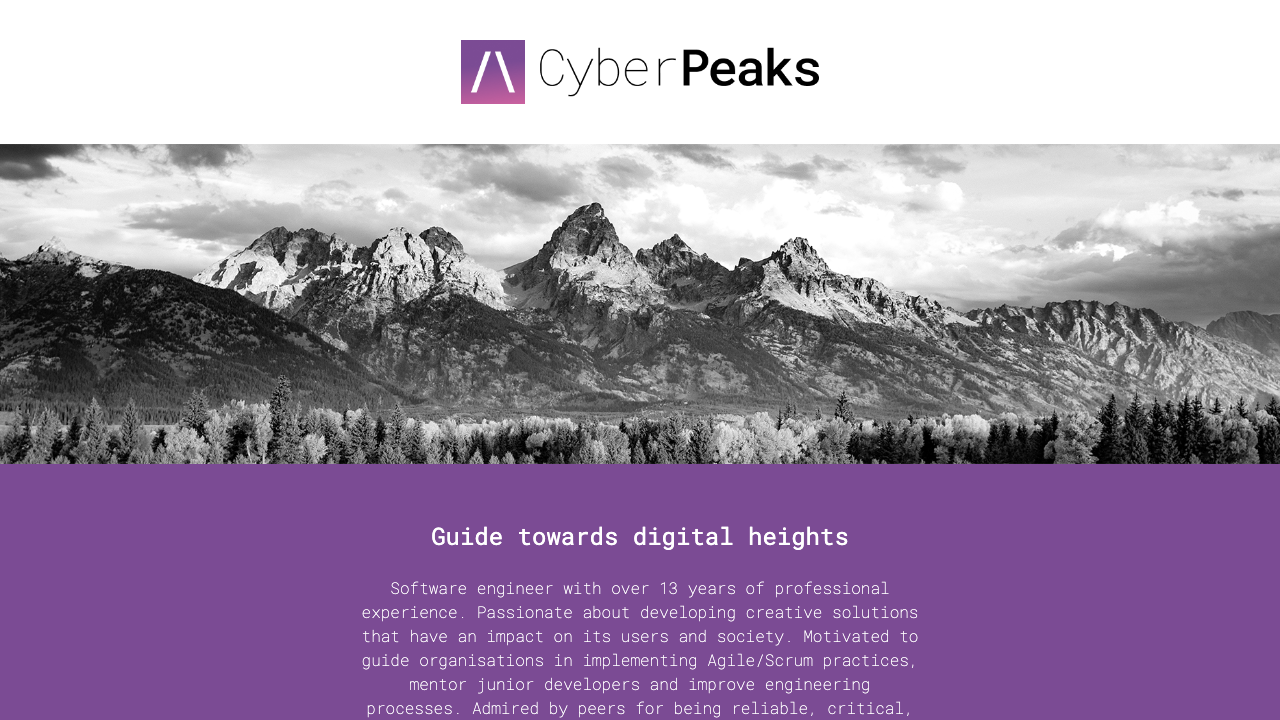 CyberPeaks
Guide towards digital heights
Software engineer with over 13 years of professional
experience. Passionate about developing creative solutions
that have an impact on its users and society. Motivated to
guide organisations in implementing Agile/Scrum practices,
mentor junior developers and improve engineering
processes. Admired by peers for being reliable, critical,